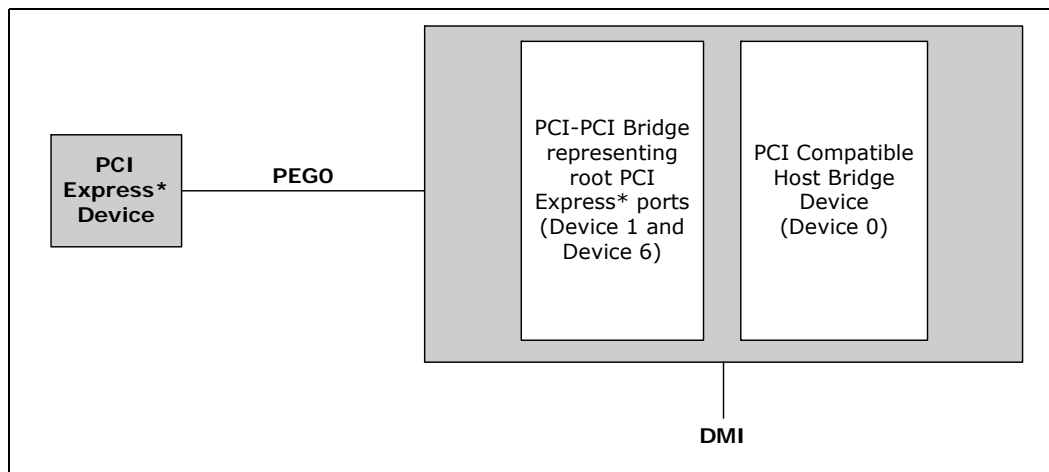 PCI
Express*
Device
PEGO
PCI-PCI Bridge
representing
root PCI
Express* ports
(Device 1 and
Device 6)
PCI Compatible
Host Bridge
Device
(Device 0)
DMI